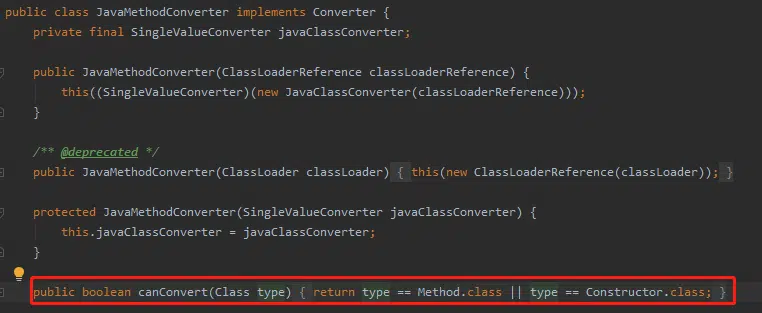 public class JavaMethodConverter implements Converter {
private final SingleValueConverter javaClassConverter;
public JavaMethodConverter(ClassLoaderReference classLoaderReference) {
this((SingleValueConverter)(new JavaClassConverter(classLoaderReference)));
}
/** @deprecated */
public JavaMethodConverter(ClassLoader classLoader) { this(new ClassLoaderReference(classLoader)); }
protected JavaMethodConverter(SingleValueConverter javaClassConverter) {
this.javaClassConverter = javaClassConverter;
}
public boolean canConvert(Class type) { return type == Method.class || type == Constructor.class; }